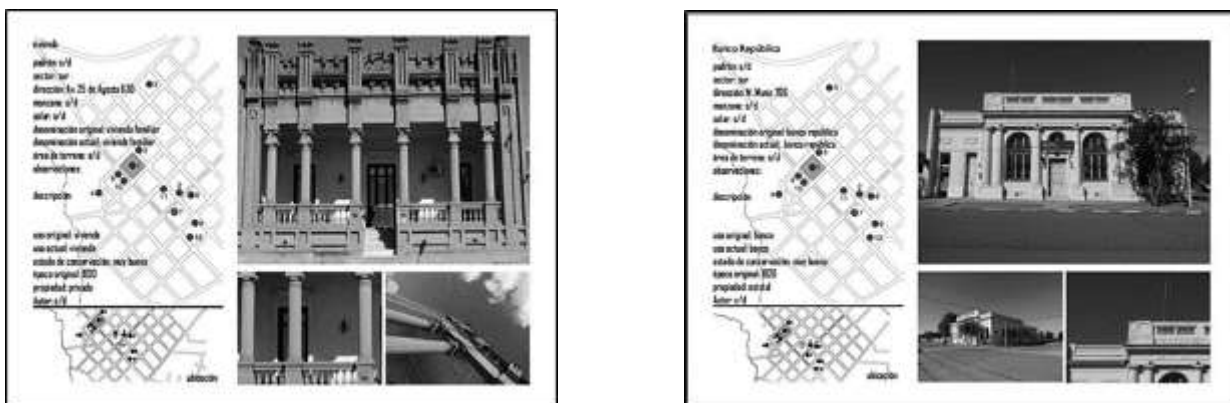 vivienda
padrón: s/d
sector: sur
dirección: Av. 25 de Agosto 630
manzana: s/d
solar: s/d
denominación original: vivienda familiar
denominación actual: vivienda familiar
área de terreno: s/d
observaciones:
descripción
uso original: vivienda
uso actual: vivienda
estado de conservación: muy bueno
época original:
propiedad: privado
Autor: s/d
ubicación
Banco República
padrón: s/d
sector: sur
dirección:
manzana: s/d
solar: s/d
denominación original: banco república
denominación actual: banco república
área de terreno: s/d
observaciones:
descripción
uso original: banco
uso actual: banco
estado de conservación: muy bueno
época original:
propiedad: estatal
Autor: s/d
ubicación